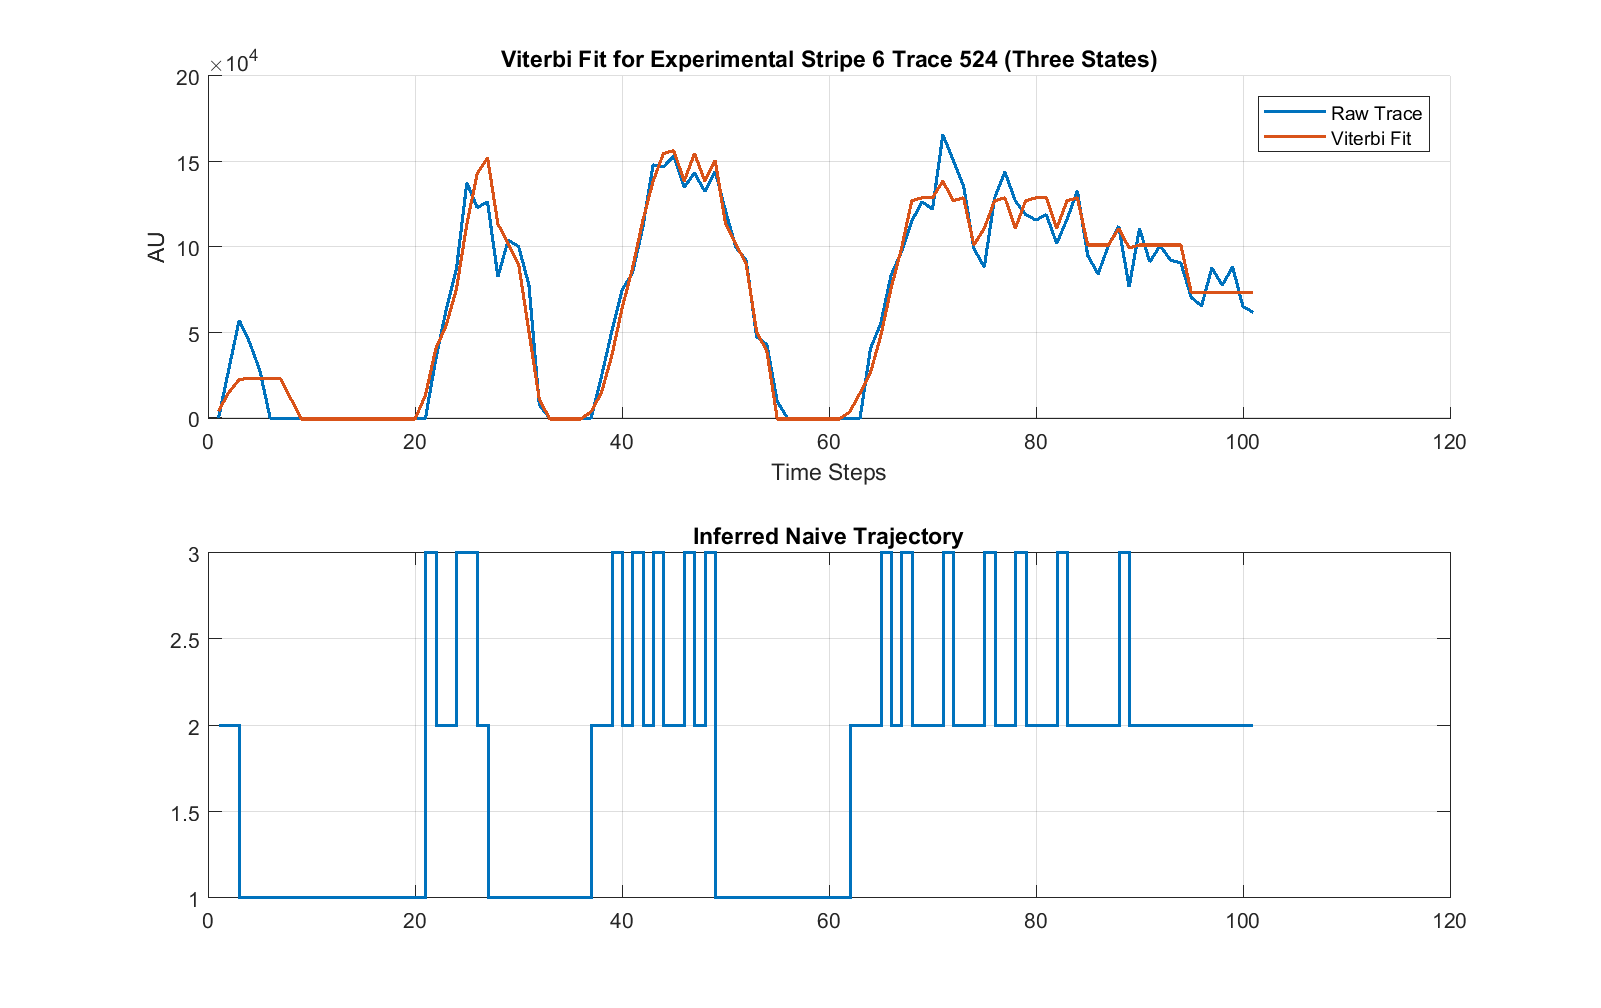 Viterbi Fit for Experimental Stripe 6 Trace 524 (Three States)
×10⁴
20
15
10
5
0
AU
Raw Trace
Viterbi Fit
0 20 40 60 80 100 120
Time Steps
Inferred Naive Trajectory
3
2.5
2
1.5
1
0 20 40 60 80 100 120